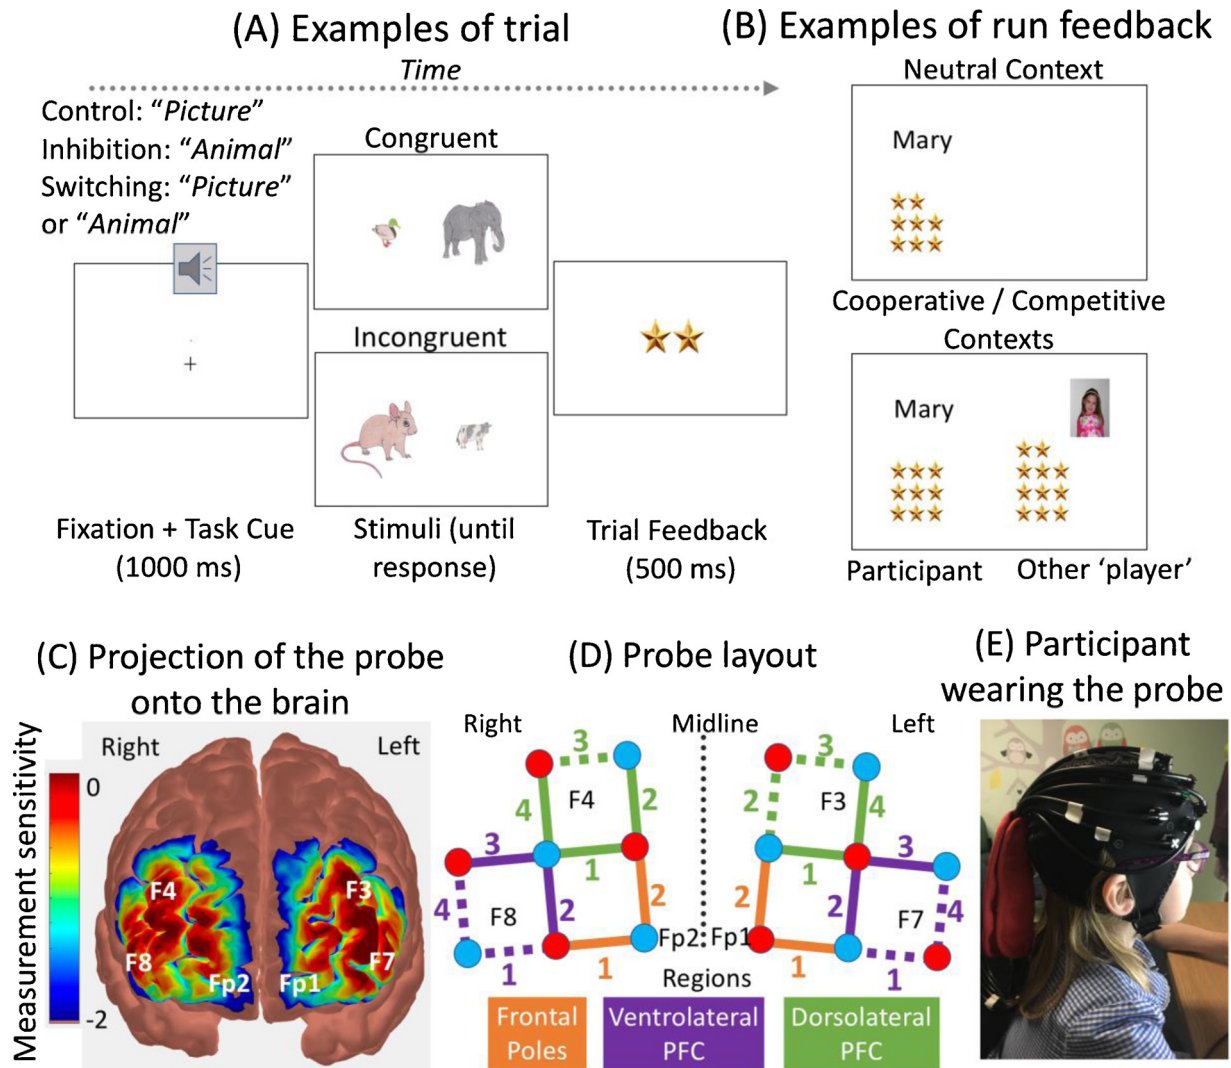 (A) Examples of trial
Time
Control: “Picture”
Inhibition: “Animal”
Switching: “Picture”
or “Animal”
Congruent
Incongruent
+
Fixation + Task Cue
(1000 ms)
Stimuli (until
response)
Trial Feedback
(500 ms)
(B) Examples of run feedback
Neutral Context
Mary
Cooperative / Competitive
Contexts
Mary
Participant
Other ‘player’
(C) Projection of the probe
onto the brain
Measurement sensitivity
0
-2
Right
Left
F4
F3
F8
F7
Fp2
Fp1
(D) Probe layout
Right
Midline
Left
3
3
F4
2
2
F3
4
4
3
1
1
3
4
F8
2
2
2
2
F7
4
Fp2
Fp1
1
1
1
1
Regions
Frontal
Poles
Ventrolateral
PFC
Dorsolateral
PFC
(E) Participant
wearing the probe